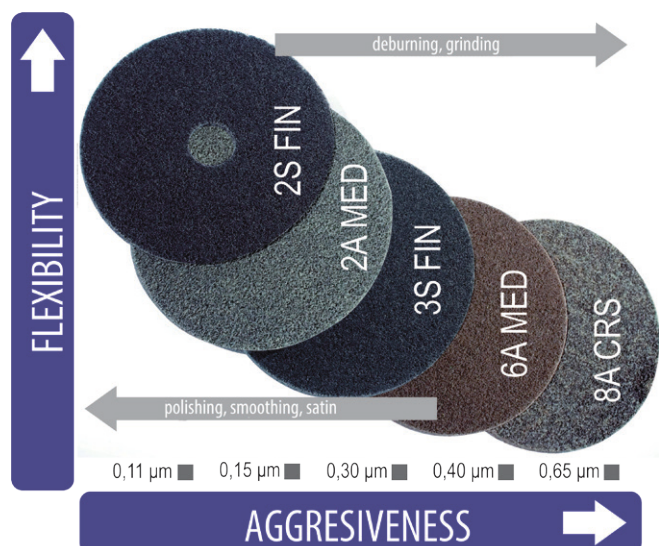 deburning, grinding
FLEXIBILITY
2S FIN
2A MED
3S FIN
6A MED
8A CRS
polishing, smoothing, satin
0,11 µm 0,15 µm 0,30 µm 0,40 µm 0,65 µm
AGGRESIVENESS